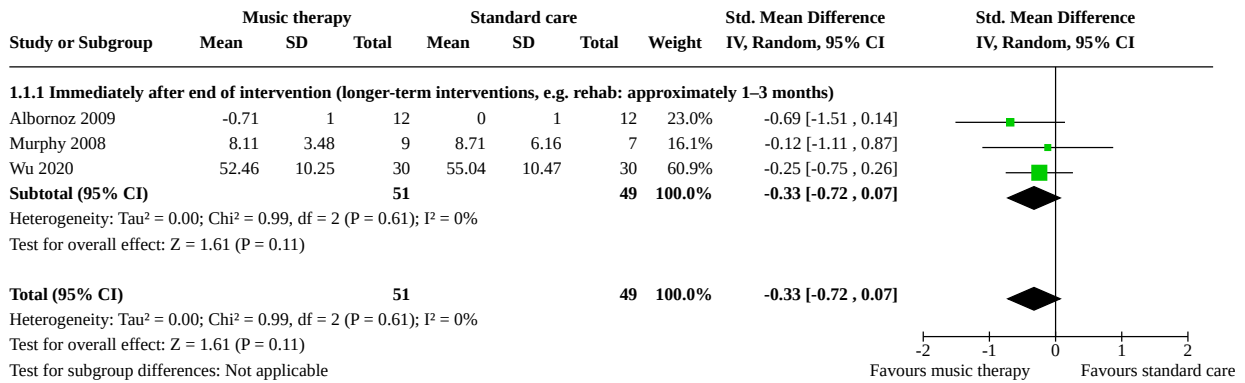 Music therapy Standard care Std. Mean Difference Std. Mean Difference
Study or Subgroup Mean SD Total Mean SD Total Weight IV, Random, 95% CI IV, Random, 95% CI
1.1.1 Immediately after end of intervention (longer-term interventions, e.g. rehab: approximately 1–3 months)
Albornoz 2009 -0.71 1 12 0 1 12 23.0% -0.69 [-1.51 , 0.14]
Murphy 2008 8.11 3.48 9 8.71 6.16 7 16.1% -0.12 [-1.11 , 0.87]
Wu 2020 52.46 10.25 30 55.04 10.47 30 60.9% -0.25 [-0.75 , 0.26]
Subtotal (95% CI) 51 49 100.0% -0.33 [-0.72 , 0.07]
Heterogeneity: Tau² = 0.00; Chi² = 0.99, df = 2 (P = 0.61); I² = 0%
Test for overall effect: Z = 1.61 (P = 0.11)
Total (95% CI) 51 49 100.0% -0.33 [-0.72 , 0.07]
Heterogeneity: Tau² = 0.00; Chi² = 0.99, df = 2 (P = 0.61); I² = 0%
Test for overall effect: Z = 1.61 (P = 0.11)
-2 -1 0 1 2
Test for subgroup differences: Not applicable Favours music therapy Favours standard care